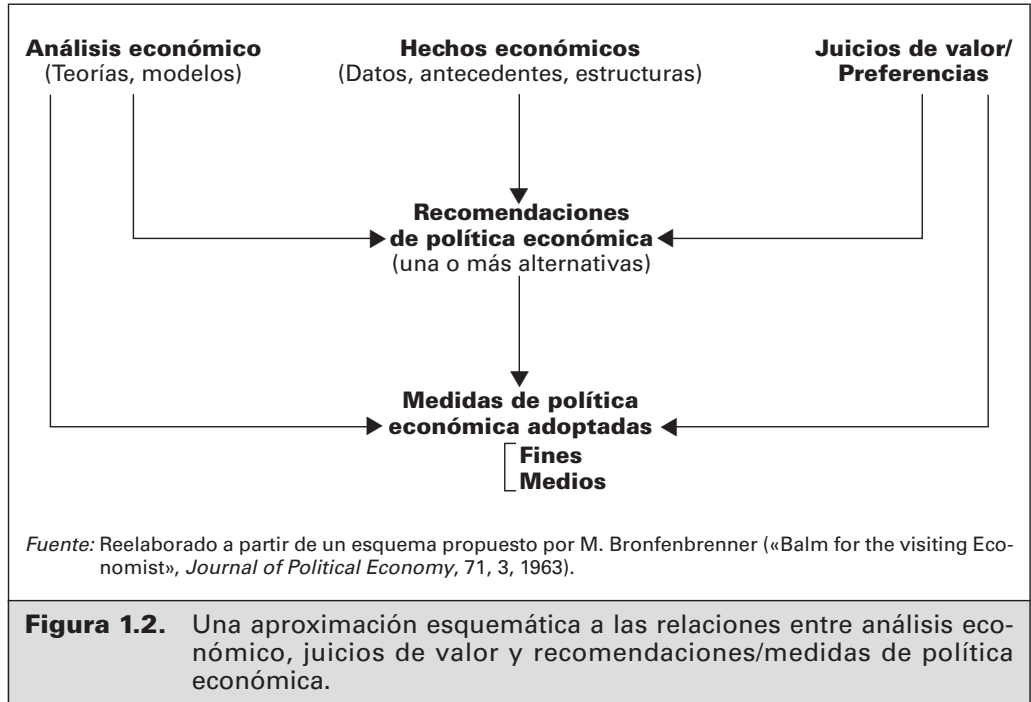 Análisis económico
(Teorías, modelos)
Hechos económicos
(Datos, antecedentes, estructuras)
Juicios de valor/
Preferencias
Recomendaciones
de política económica
(una o más alternativas)
Medidas de política
económica adoptadas
Fines
Medios
Fuente: Reelaborado a partir de un esquema propuesto por M. Bronfenbrenner («Balm for the visiting Eco-
nomist», Journal of Political Economy, 71, 3, 1963).
Figura 1.2. Una aproximación esquemática a las relaciones entre análisis eco-
nómico, juicios de valor y recomendaciones/medidas de política
económica.